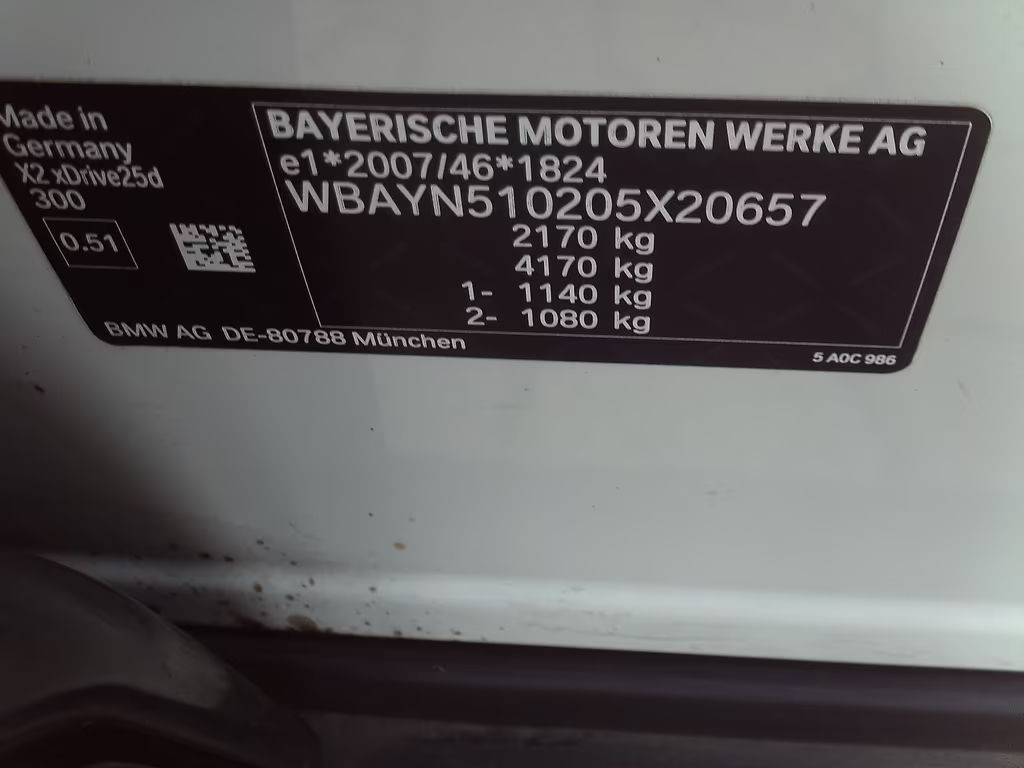 Made in
Germany
X2 xDrive25d
300
0.51
BMW AG DE-80788 München
BAYERISCHE MOTOREN WERKE AG
e1*2007/46*1824
WBAYN510205X20657
2170 kg
4170 kg
1- 1140 kg
2- 1080 kg
5 A0C 986